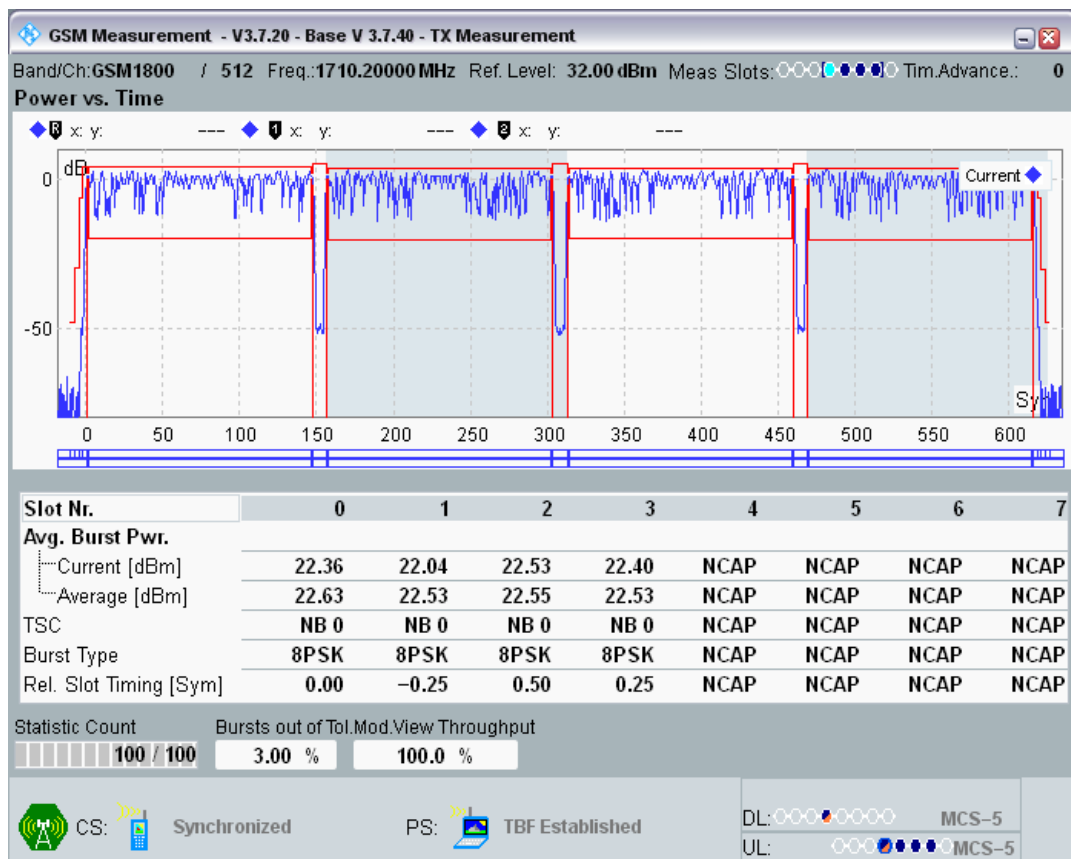 GSM Measurement - V3.7.20 - Base V 3.7.40 - TX Measurement
Band/Ch:GSM1800 / 512 Freq.:1710.20000 MHz Ref. Level: 32.00 dBm Meas Slots: Tim.Advance.: 0
Power vs. Time
R x: y: --- 1 x: y: --- 2 x: y: ---
dB
Current
0
-50
0 50 100 150 200 250 300 350 400 450 500 550 600
Slot Nr. 0 1 2 3 4 5 6 7
Avg. Burst Pwr.
Current [dBm] 22.36 22.04 22.53 22.40 NCAP NCAP NCAP NCAP
Average [dBm] 22.63 22.53 22.55 22.53 NCAP NCAP NCAP NCAP
TSC NB 0 NB 0 NB 0 NB 0 NCAP NCAP NCAP NCAP
Burst Type 8PSK 8PSK 8PSK 8PSK NCAP NCAP NCAP NCAP
Rel. Slot Timing [Sym] 0.00 −0.25 0.50 0.25 NCAP NCAP NCAP NCAP
Statistic Count Bursts out of Tol. Mod.View Throughput
100 / 100 3.00 % 100.0 %
CS: Synchronized PS: TBF Established
DL: MCS−5
UL: MCS−5